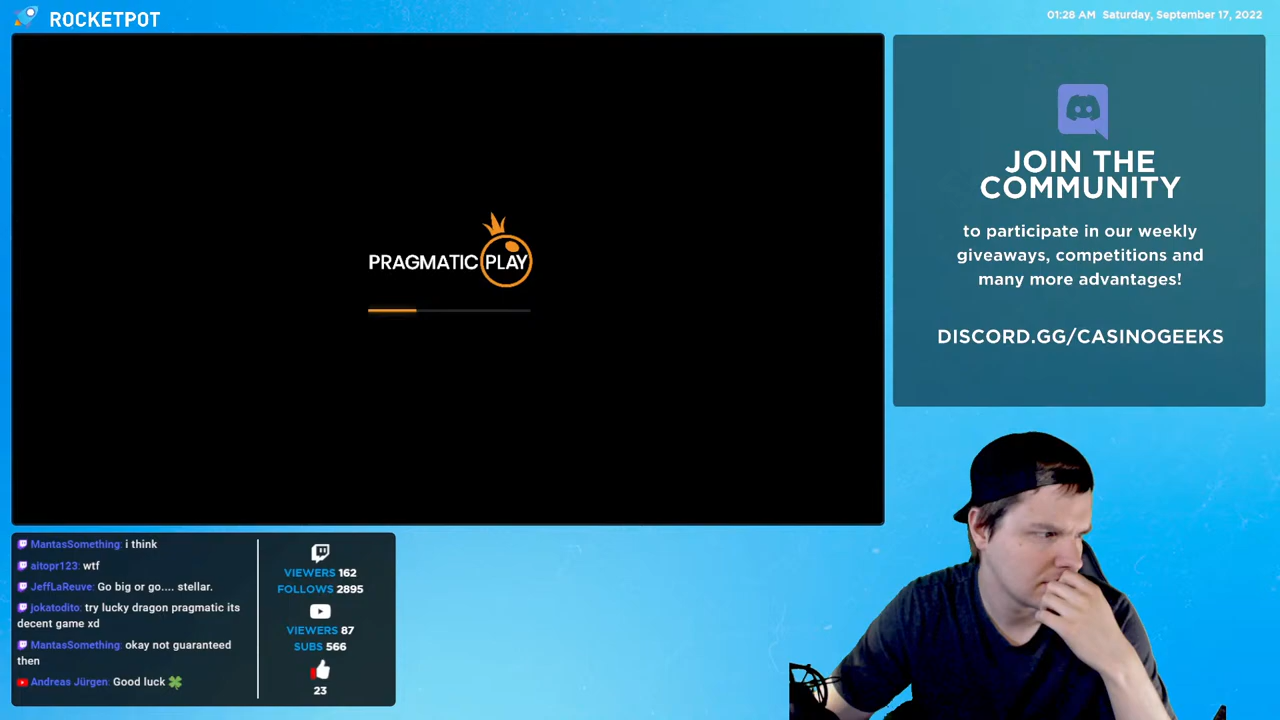 ROCKETPOT
01:28 AM Saturday, September 17, 2022
PRAGMATIC PLAY
JOIN THE
COMMUNITY
to participate in our weekly
giveaways, competitions and
many more advantages!
DISCORD.GG/CASINOGEEKS
MantasSomething: i think
aitopr123: wtf
JeffLaReuve: Go big or go.... stellar.
jokatodito: try lucky dragon pragmatic its
decent game xd
MantasSomething: okay not guaranteed
then
Andreas Jürgen: Good luck 🍀
VIEWERS 162
FOLLOWS 2895
VIEWERS 87
SUBS 566
23